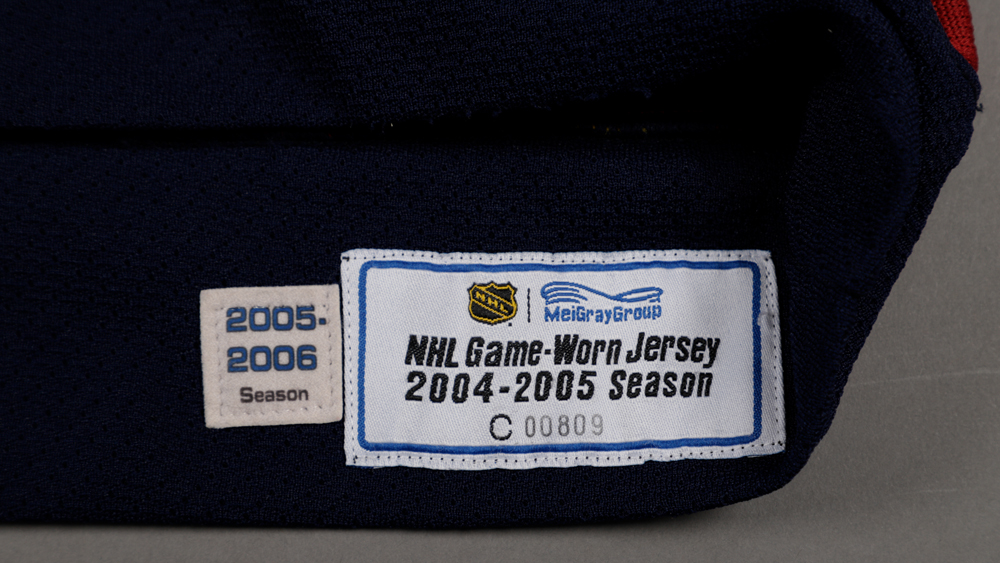 2005-
2006
Season
NHL
MeiGrayGroup
NHL Game-Worn Jersey
2004-2005 Season
C 00809